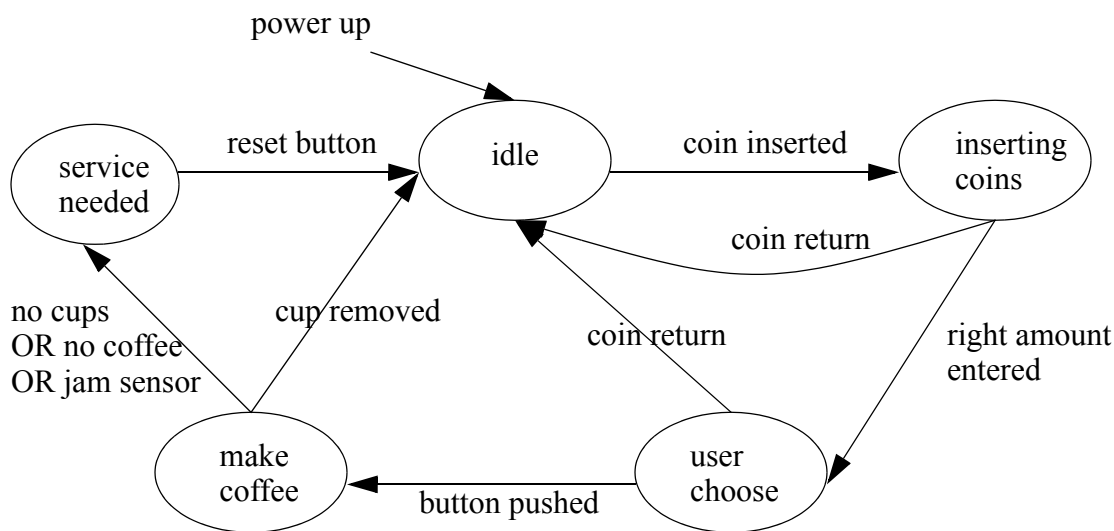 power up
reset button
idle
coin inserted
inserting
coins
service
needed
coin return
no cups
OR no coffee
OR jam sensor
cup removed
coin return
right amount
entered
make
coffee
button pushed
user
choose